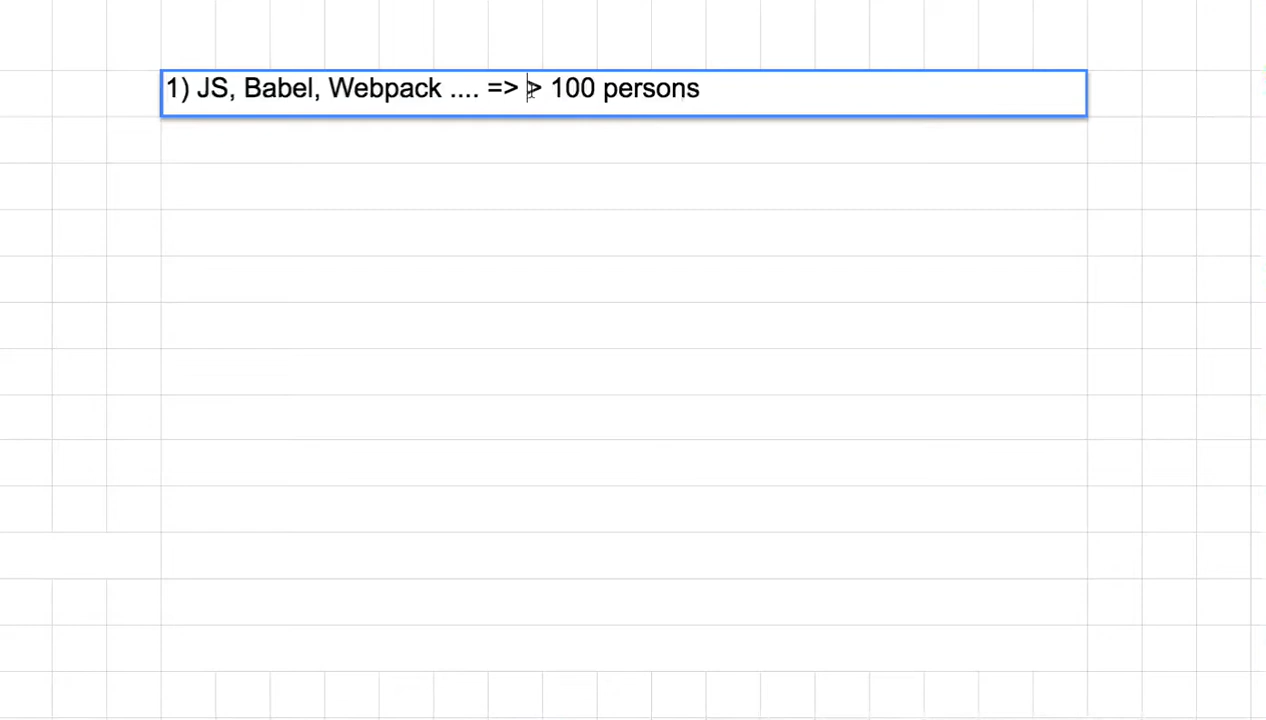 1) JS, Babel, Webpack .... => > 100 persons